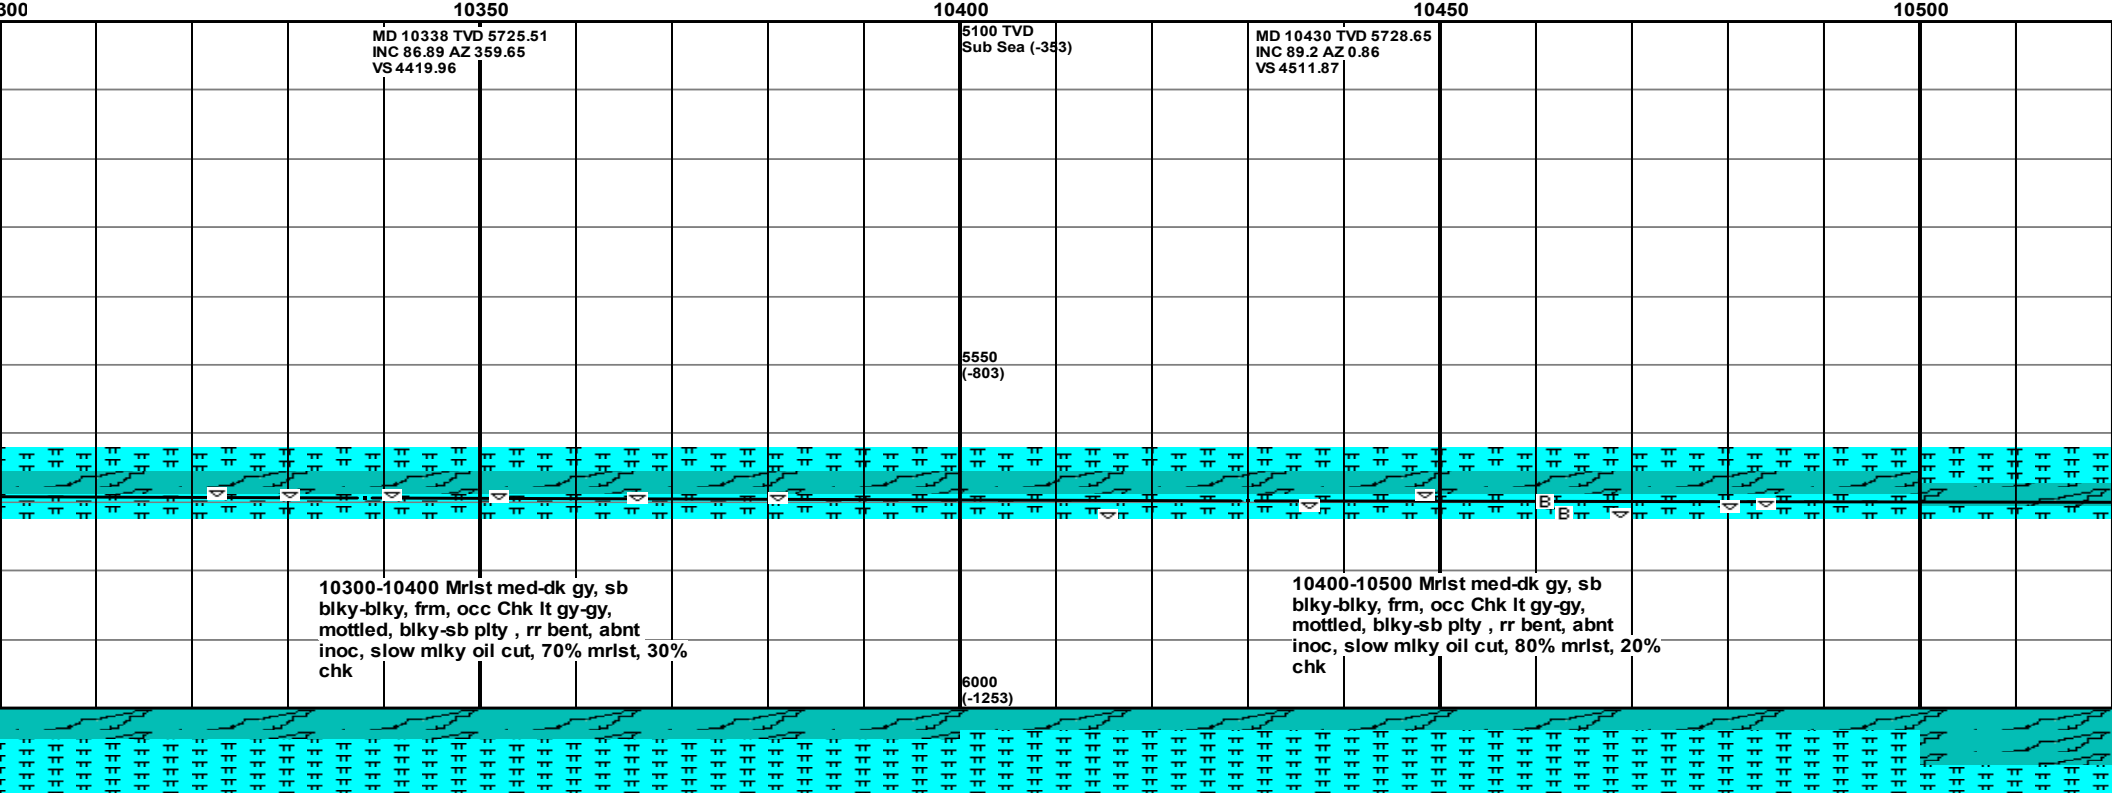 300 10350 10400 10450 10500
MD 10338 TVD 5725.51
INC 86.89 AZ 359.65
VS 4419.96
5100 TVD
Sub Sea (-353)
MD 10430 TVD 5728.65
INC 89.2 AZ 0.86
VS 4511.87
5550
(-803)
B
B
10300-10400 Mrlst med-dk gy, sb
blky-blky, frm, occ Chk lt gy-gy,
mottled, blky-sb plty , rr bent, abnt
inoc, slow mlky oil cut, 70% mrlst, 30%
chk
10400-10500 Mrlst med-dk gy, sb
blky-blky, frm, occ Chk lt gy-gy,
mottled, blky-sb plty , rr bent, abnt
inoc, slow mlky oil cut, 80% mrlst, 20%
chk
6000
(-1253)